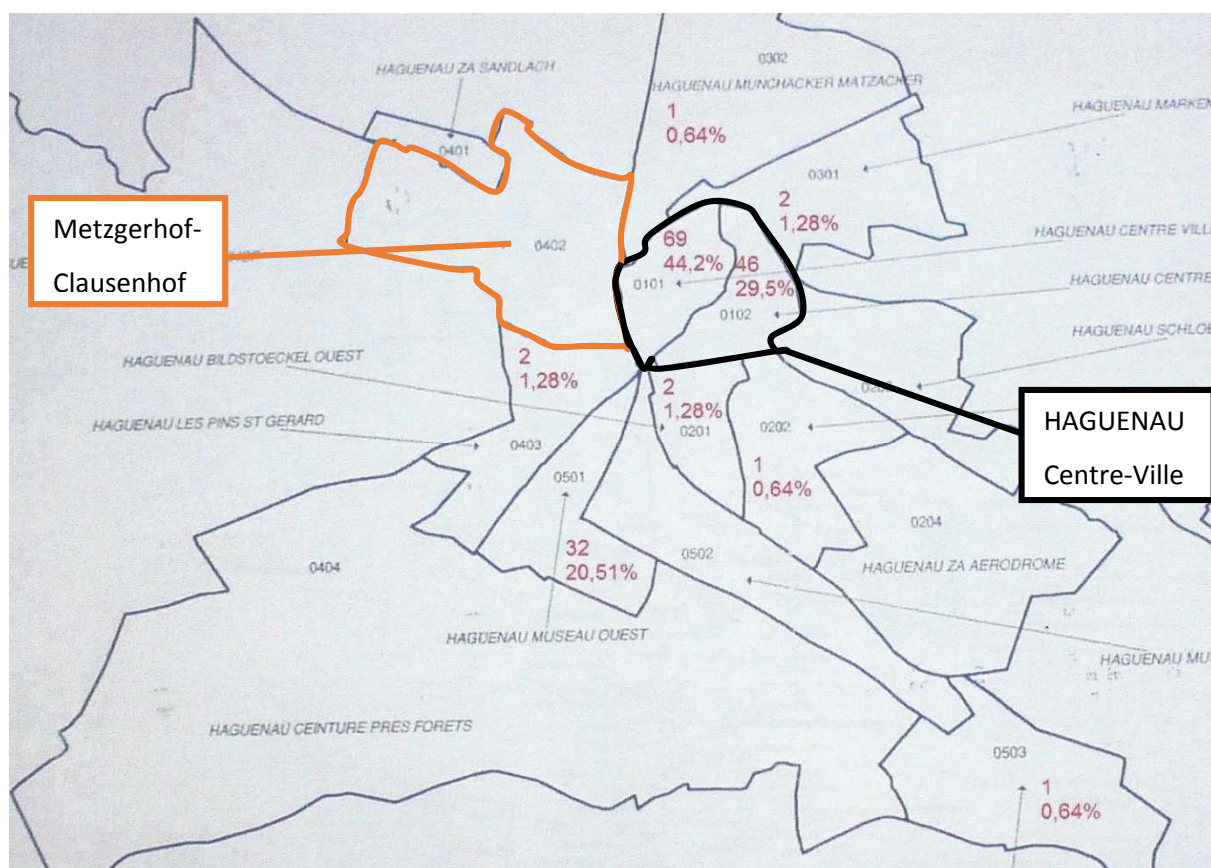 0302
HAGUENAU ZA SANDLACH
HAGUENAU MUNCHACKER MATZACKER
HAGUENAU MARKEN
1
0,64%
0401
0301
2
1,28%
Metzgerhof-
Clausenhof
0402
69
44,2%
HAGUENAU CENTRE VILLE
46
29,5%
0101
0102
HAGUENAU CENTRE
HAGUENAU SCHLOE
HAGUENAU BILDSTOECKEL OUEST
2
1,28%
2
1,28%
HAGUENAU
Centre-Ville
HAGUENAU LES PINS ST GERARD
0403
0201
0202
0501
1
0,64%
0204
32
20,51%
0502
0404
HAGUENAU ZA AERODROME
HAGUENAU MUSEAU OUEST
HAGUENAU MUS
HAGUENAU CEINTURE PRES FORETS
0503
1
0,64%